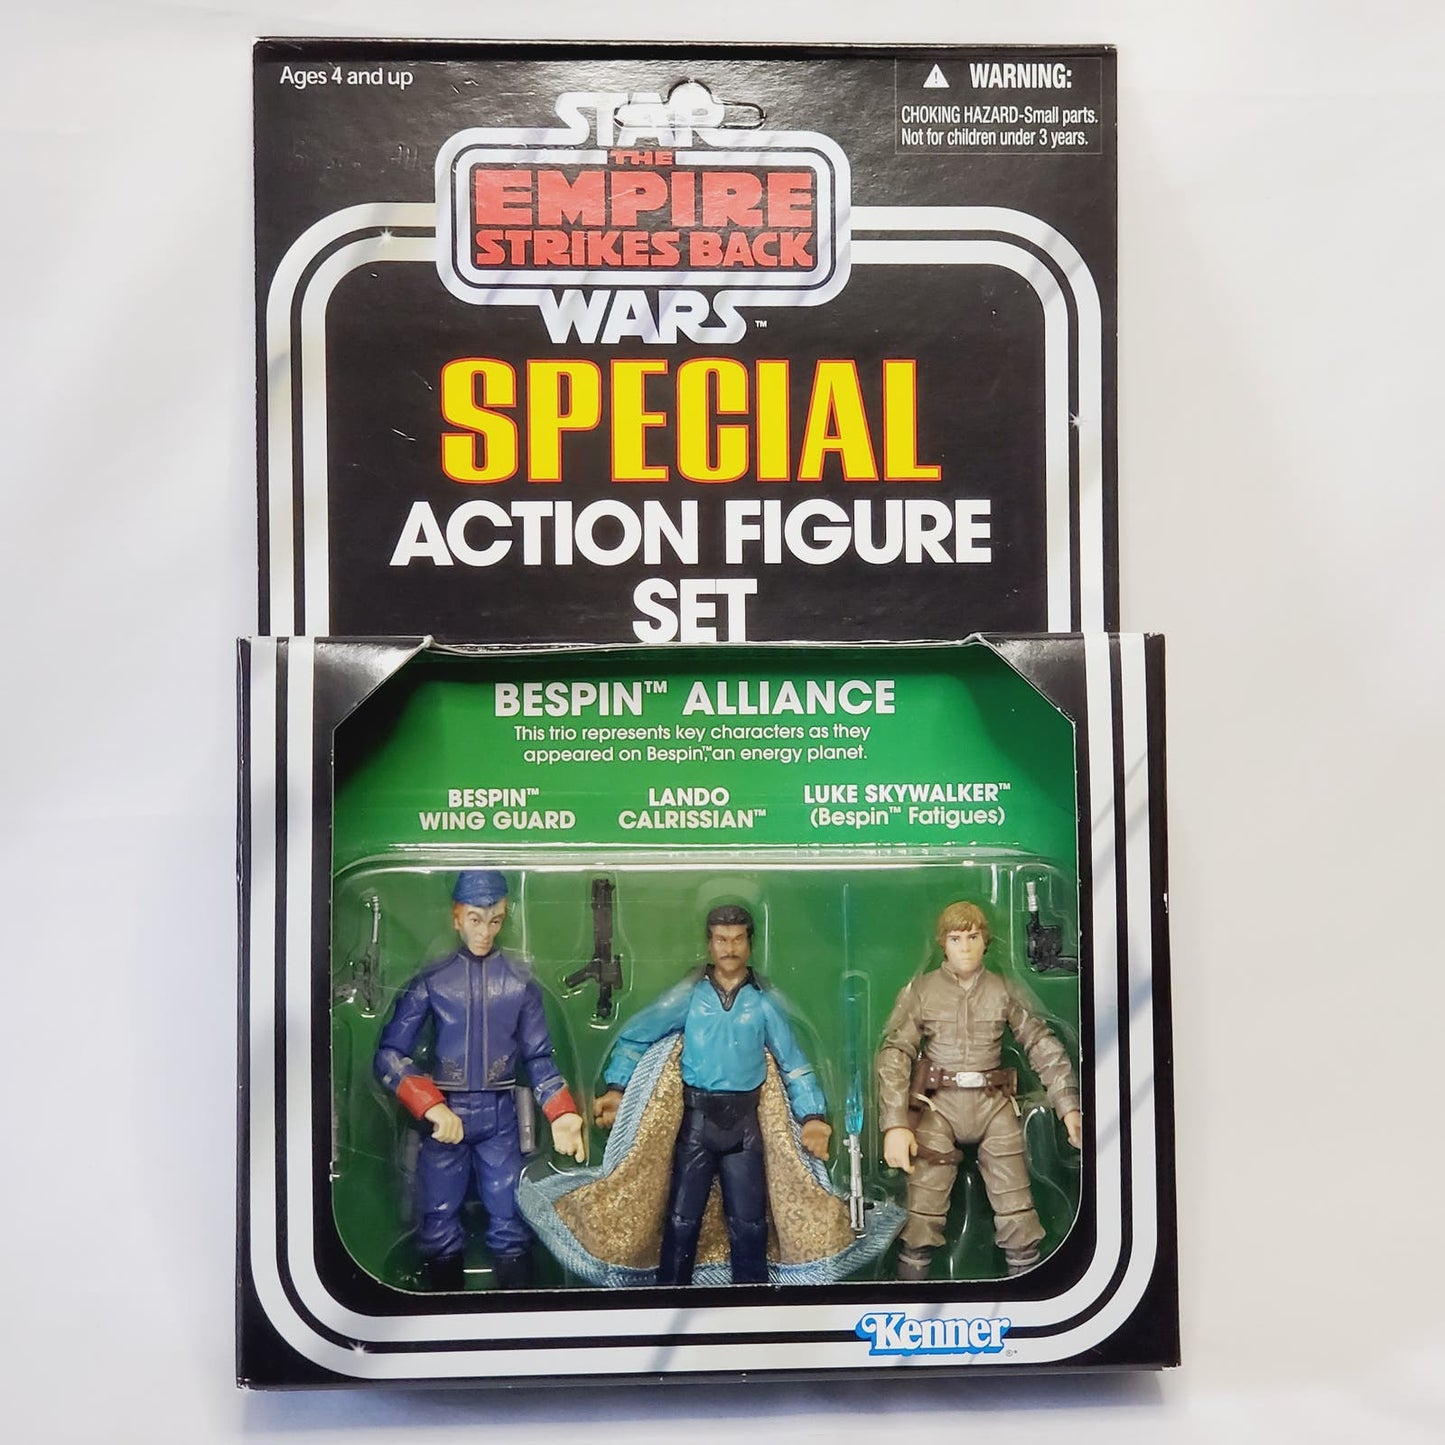 Ages 4 and up
WARNING:
CHOKING HAZARD-Small parts.
Not for children under 3 years.
STAR
THE
EMPIRE
STRIKES BACK
WARS™
SPECIAL
ACTION FIGURE
SET
BESPIN™ ALLIANCE
This trio represents key characters as they
appeared on Bespin,™ an energy planet.
BESPIN™
WING GUARD
LANDO
CALRISSIAN™
LUKE SKYWALKER™
(Bespin™ Fatigues)
Kenner®